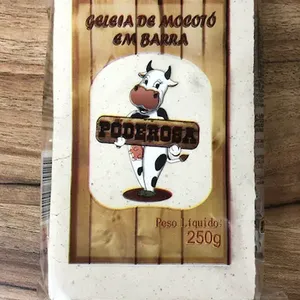 GELEIA DE MOCOTÓ
EM BARRA
PODEROSA
Peso Líquido:
250g